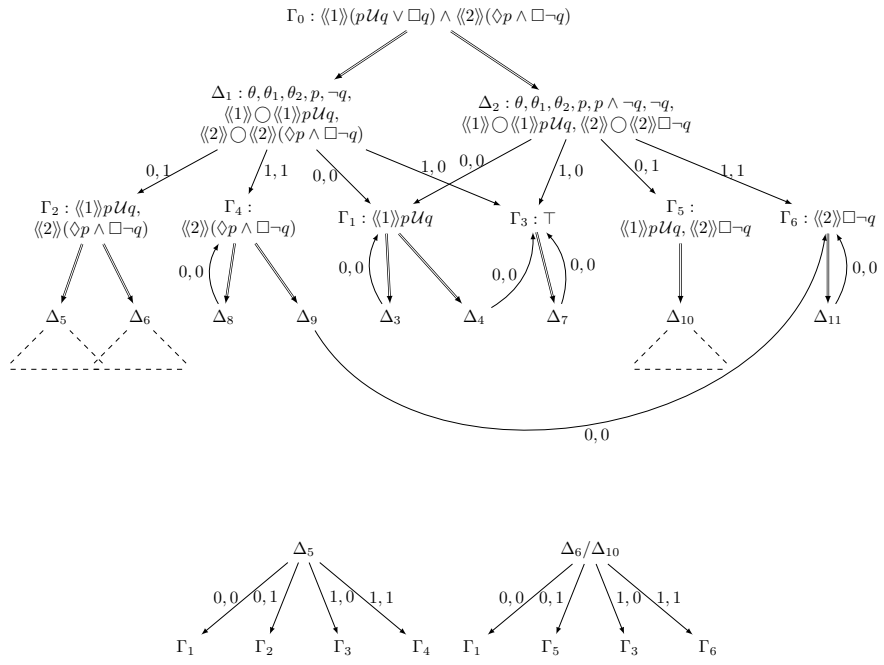 Γ₀ : ⟪1⟫(p𝒰q ∨ □q) ∧ ⟪2⟫(◊p ∧ □¬q)
Δ₁ : θ, θ₁, θ₂, p, ¬q,
⟪1⟫◯⟪1⟫p𝒰q,
⟪2⟫◯⟪2⟫(◊p ∧ □¬q)
Δ₂ : θ, θ₁, θ₂, p, p ∧ ¬q, ¬q,
⟪1⟫◯⟪1⟫p𝒰q, ⟪2⟫◯⟪2⟫□¬q
0, 1 1, 1 0, 0 1, 0 0, 0 1, 0 0, 1 1, 1
Γ₂ : ⟪1⟫p𝒰q,
⟪2⟫(◊p ∧ □¬q)
Γ₄ :
⟪2⟫(◊p ∧ □¬q)
Γ₁ : ⟪1⟫p𝒰q
Γ₃ : ⊤
Γ₅ :
⟪1⟫p𝒰q, ⟪2⟫□¬q
Γ₆ : ⟪2⟫□¬q
0, 0 0, 0 0, 0 0, 0 0, 0
Δ₅ Δ₆ Δ₈ Δ₉ Δ₃ Δ₄ Δ₇ Δ₁₀ Δ₁₁
0, 0
Δ₅ Δ₆/Δ₁₀
0, 0 0, 1 1, 0 1, 1 0, 0 0, 1 1, 0 1, 1
Γ₁ Γ₂ Γ₃ Γ₄ Γ₁ Γ₅ Γ₃ Γ₆